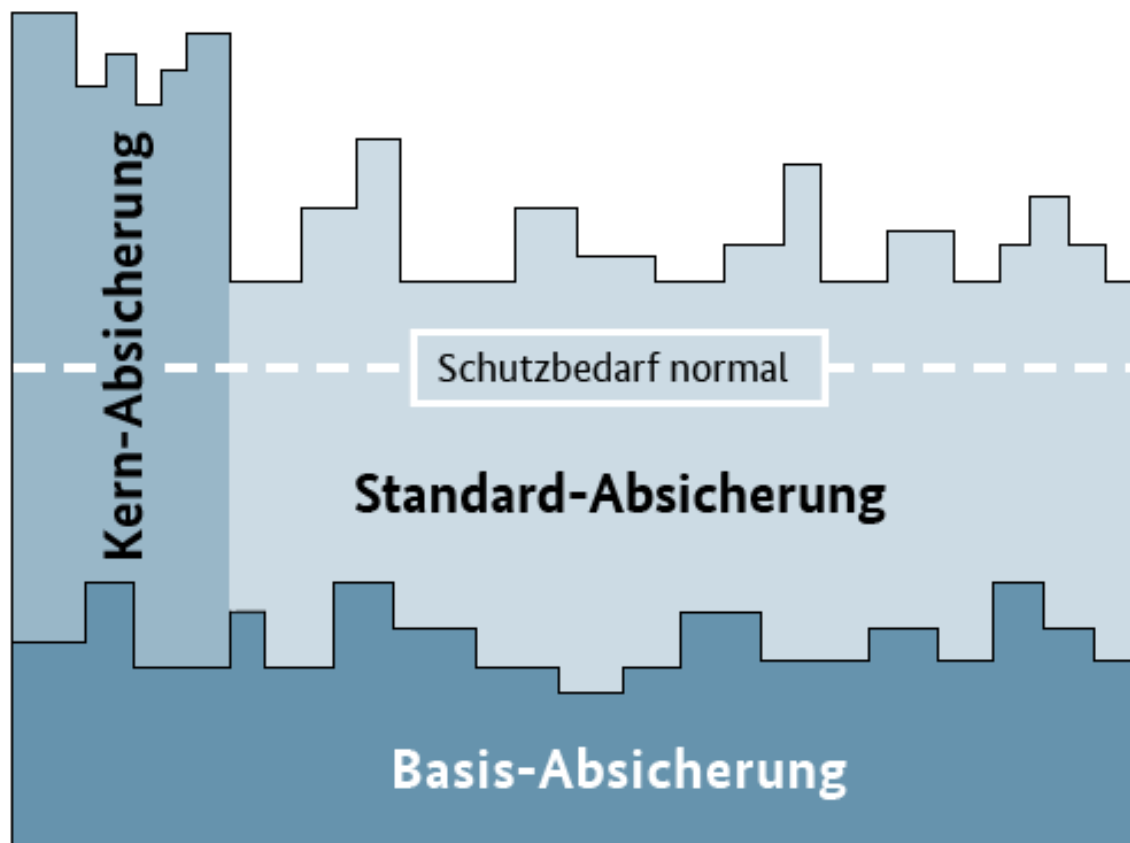 Kern-Absicherung
Schutzbedarf normal
Standard-Absicherung
Basis-Absicherung